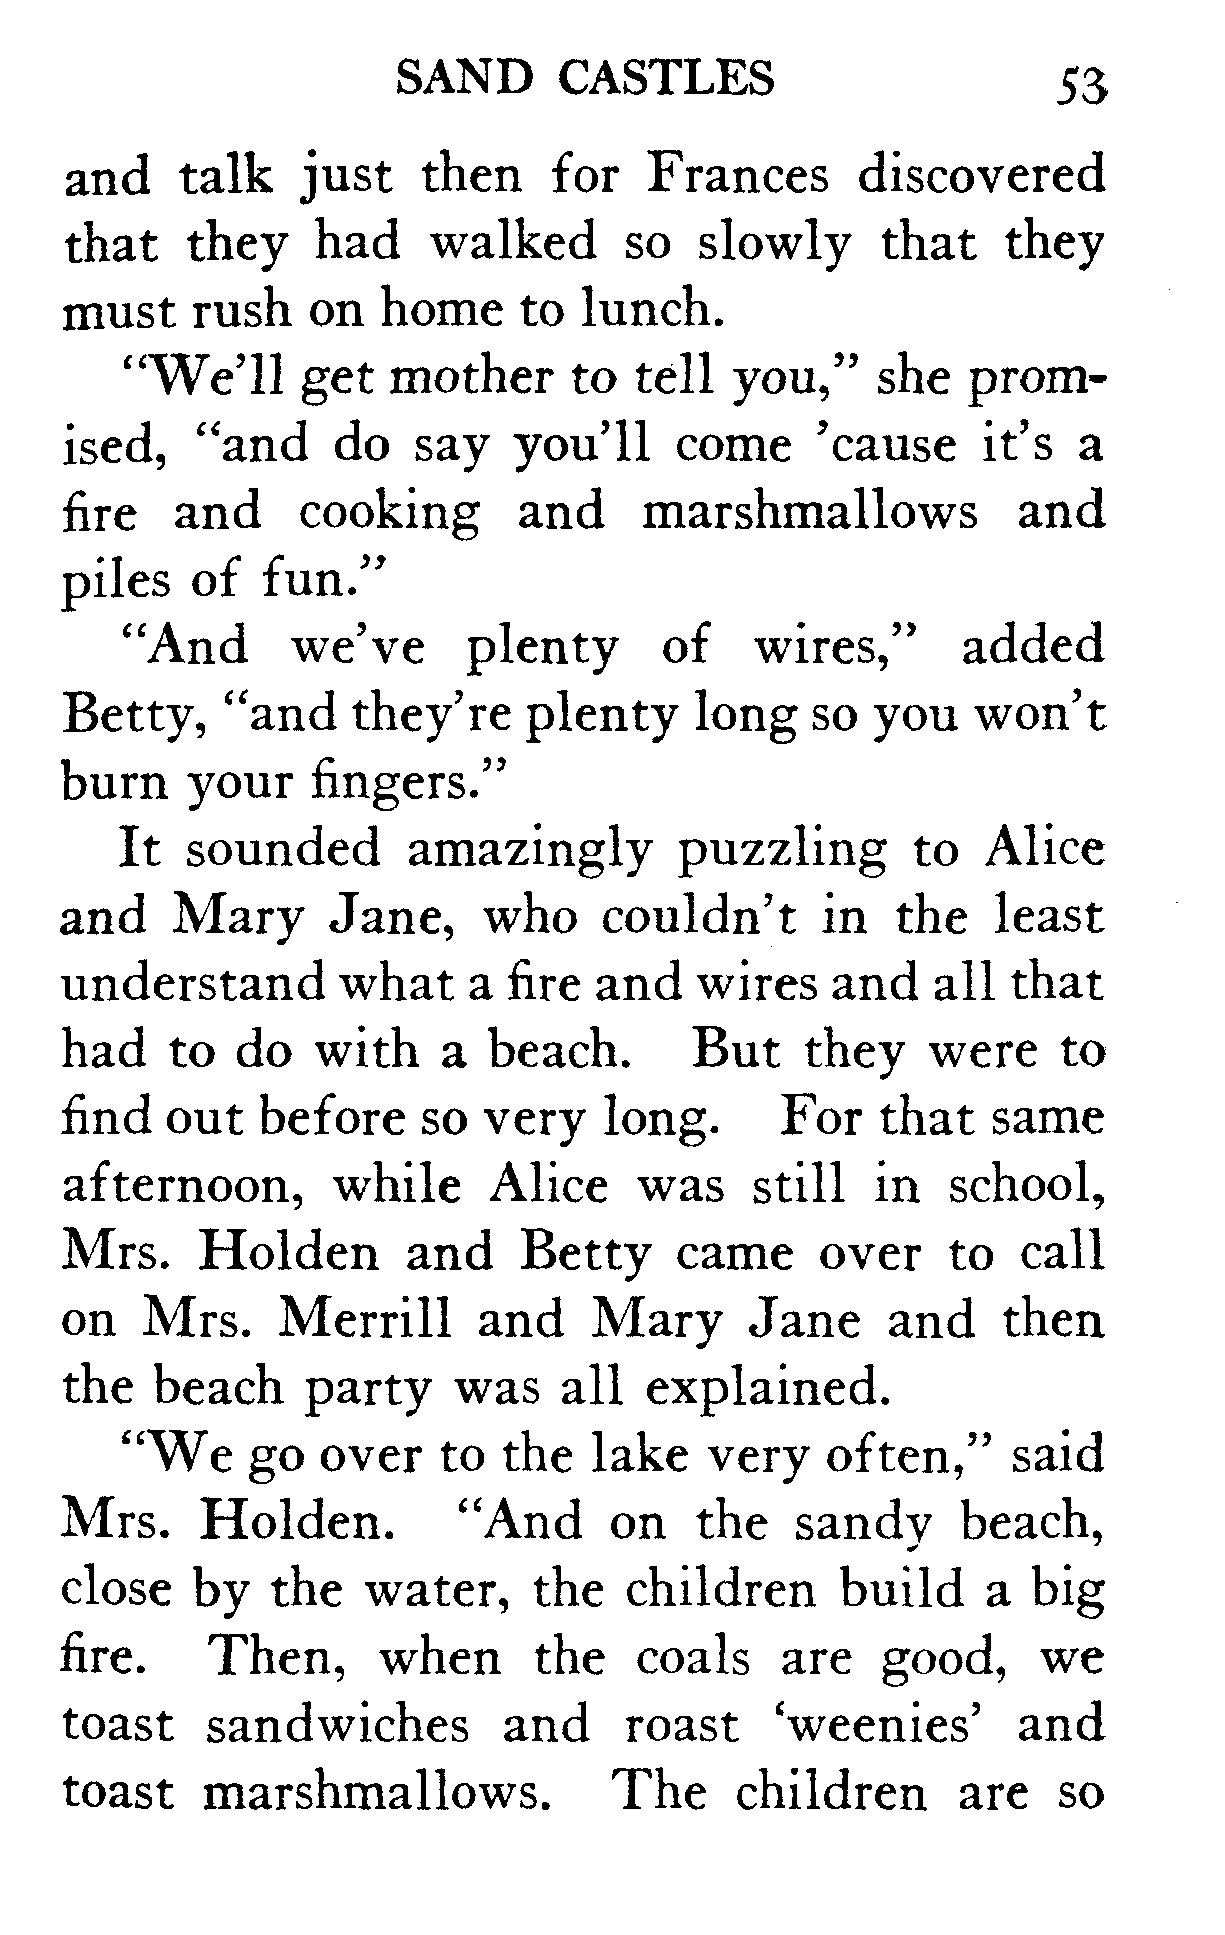 SAND CASTLES 53
and talk just then for Frances discovered
that they had walked so slowly that they
must rush on home to lunch.
“We’ll get mother to tell you,” she prom-
ised, “and do say you’ll come ’cause it’s a
fire and cooking and marshmallows and
piles of fun.”
“And we’ve plenty of wires,” added
Betty, “and they’re plenty long so you won’t
burn your fingers.”
It sounded amazingly puzzling to Alice
and Mary Jane, who couldn’t in the least
understand what a fire and wires and all that
had to do with a beach. But they were to
find out before so very long. For that same
afternoon, while Alice was still in school,
Mrs. Holden and Betty came over to call
on Mrs. Merrill and Mary Jane and then
the beach party was all explained.
“We go over to the lake very often,” said
Mrs. Holden. “And on the sandy beach,
close by the water, the children build a big
fire. Then, when the coals are good, we
toast sandwiches and roast ‘weenies’ and
toast marshmallows. The children are so